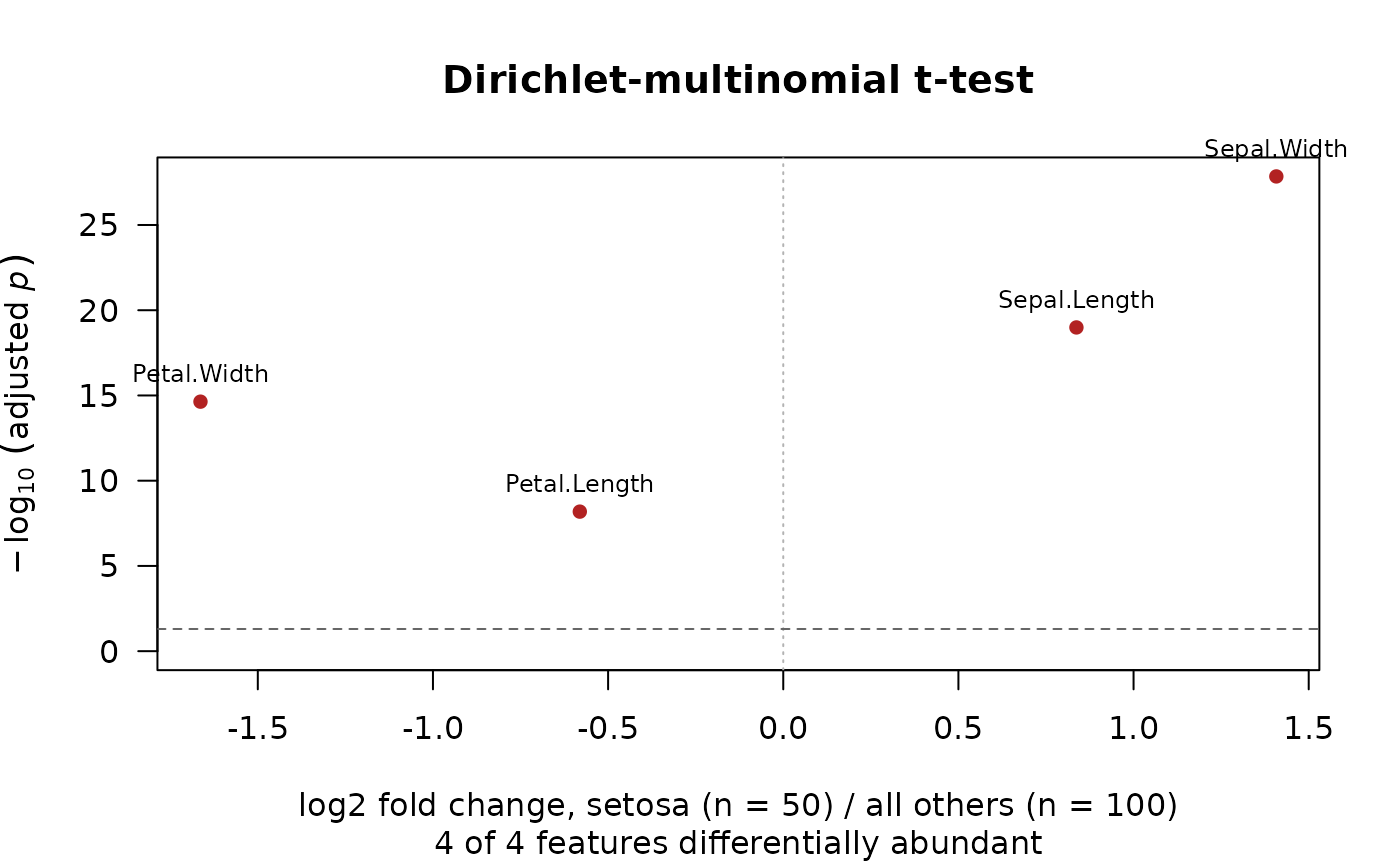 Dirichlet-multinomial t-test
Sepal.Width
Sepal.Length
Petal.Width
Petal.Length
25
20
15
10
5
0
−log10 (adjusted p)
-1.5 -1.0 -0.5 0.0 0.5 1.0 1.5
log2 fold change, setosa (n = 50) / all others (n = 100)
4 of 4 features differentially abundant